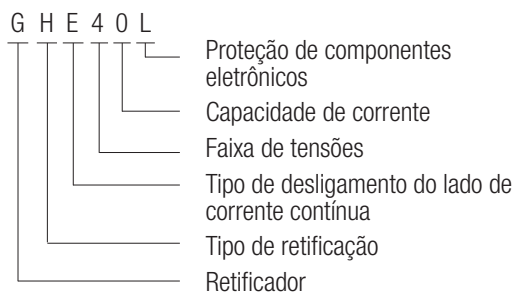 G H E 4 0 L
Proteção de componentes
eletrônicos
Capacidade de corrente
Faixa de tensões
Tipo de desligamento do lado de
corrente contínua
Tipo de retificação
Retificador